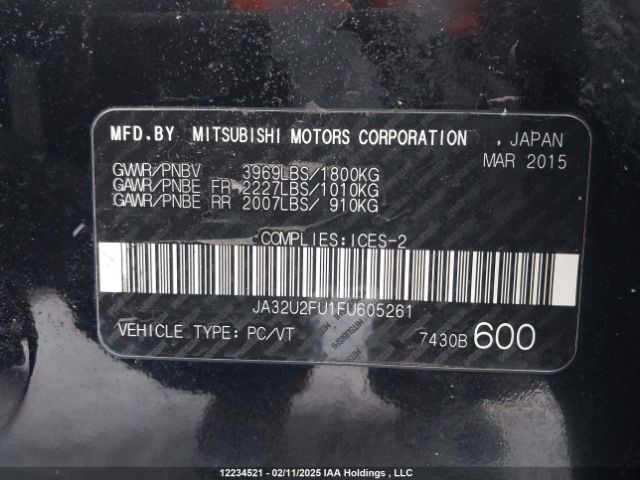 MFD.BY MITSUBISHI MOTORS CORPORATION , JAPAN
MAR 2015
GVWR/PNBV 3969LBS/1800KG
GAWR/PNBE FR 2227LBS/1010KG
GAWR/PNBE RR 2007LBS/ 910KG
COMPLIES:ICES-2
JA32U2FU1FU605261
VEHICLE TYPE: PC/VT 7430B 600
MITSUBISHI
12234521 - 02/11/2025 IAA Holdings , LLC